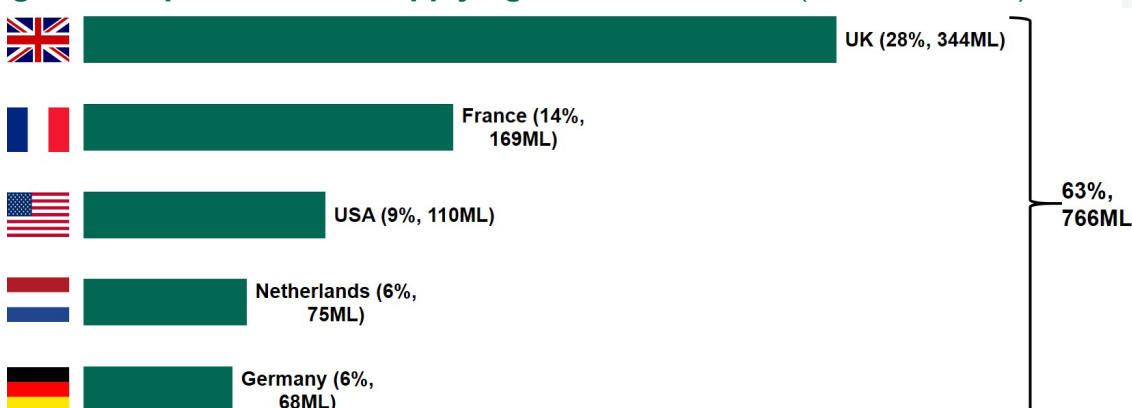 UK (28%, 344ML)
France (14%,
169ML)
USA (9%, 110ML)
63%,
766ML
Netherlands (6%,
75ML)
Germany (6%,
68ML)